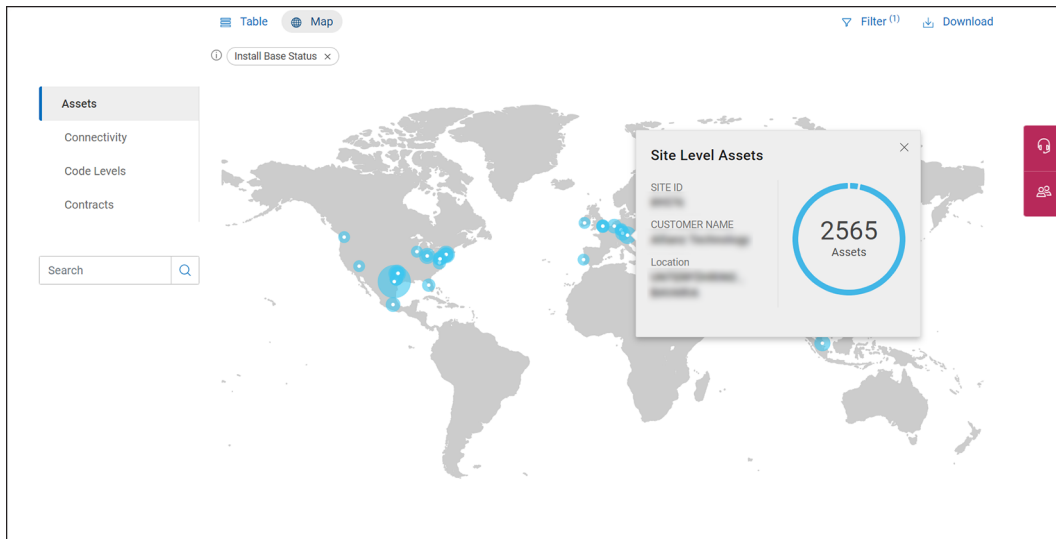 Table
Map
Filter (1)
Download
Install Base Status
Assets
Connectivity
Code Levels
Contracts
Search
Site Level Assets
SITE ID
CUSTOMER NAME
Location
2565
Assets